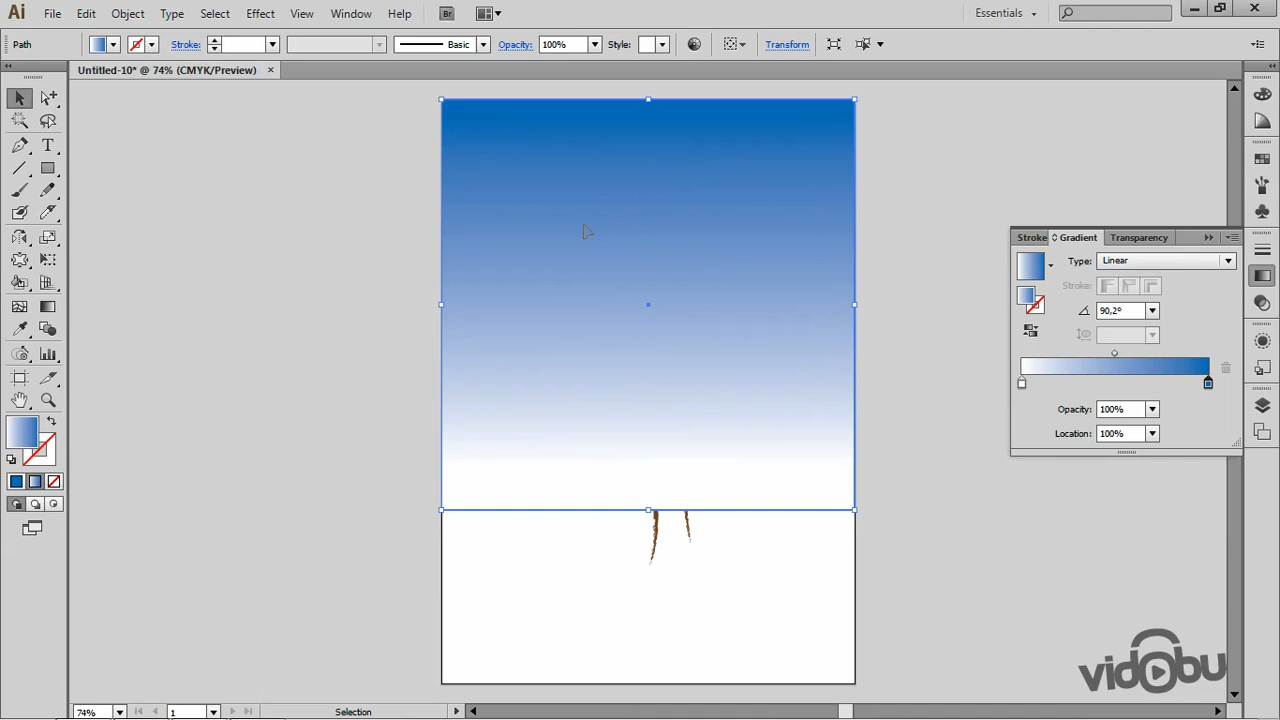 Ai File Edit Object Type Select Effect View Window Help Br Essentials
Path Stroke: Basic Opacity: 100% Style: Transform
Untitled-10* @ 74% (CMYK/Preview)
Stroke Gradient Transparency
Type: Linear
Stroke:
90,2°
Opacity: 100%
Location: 100%
vidobu
74% 1 Selection